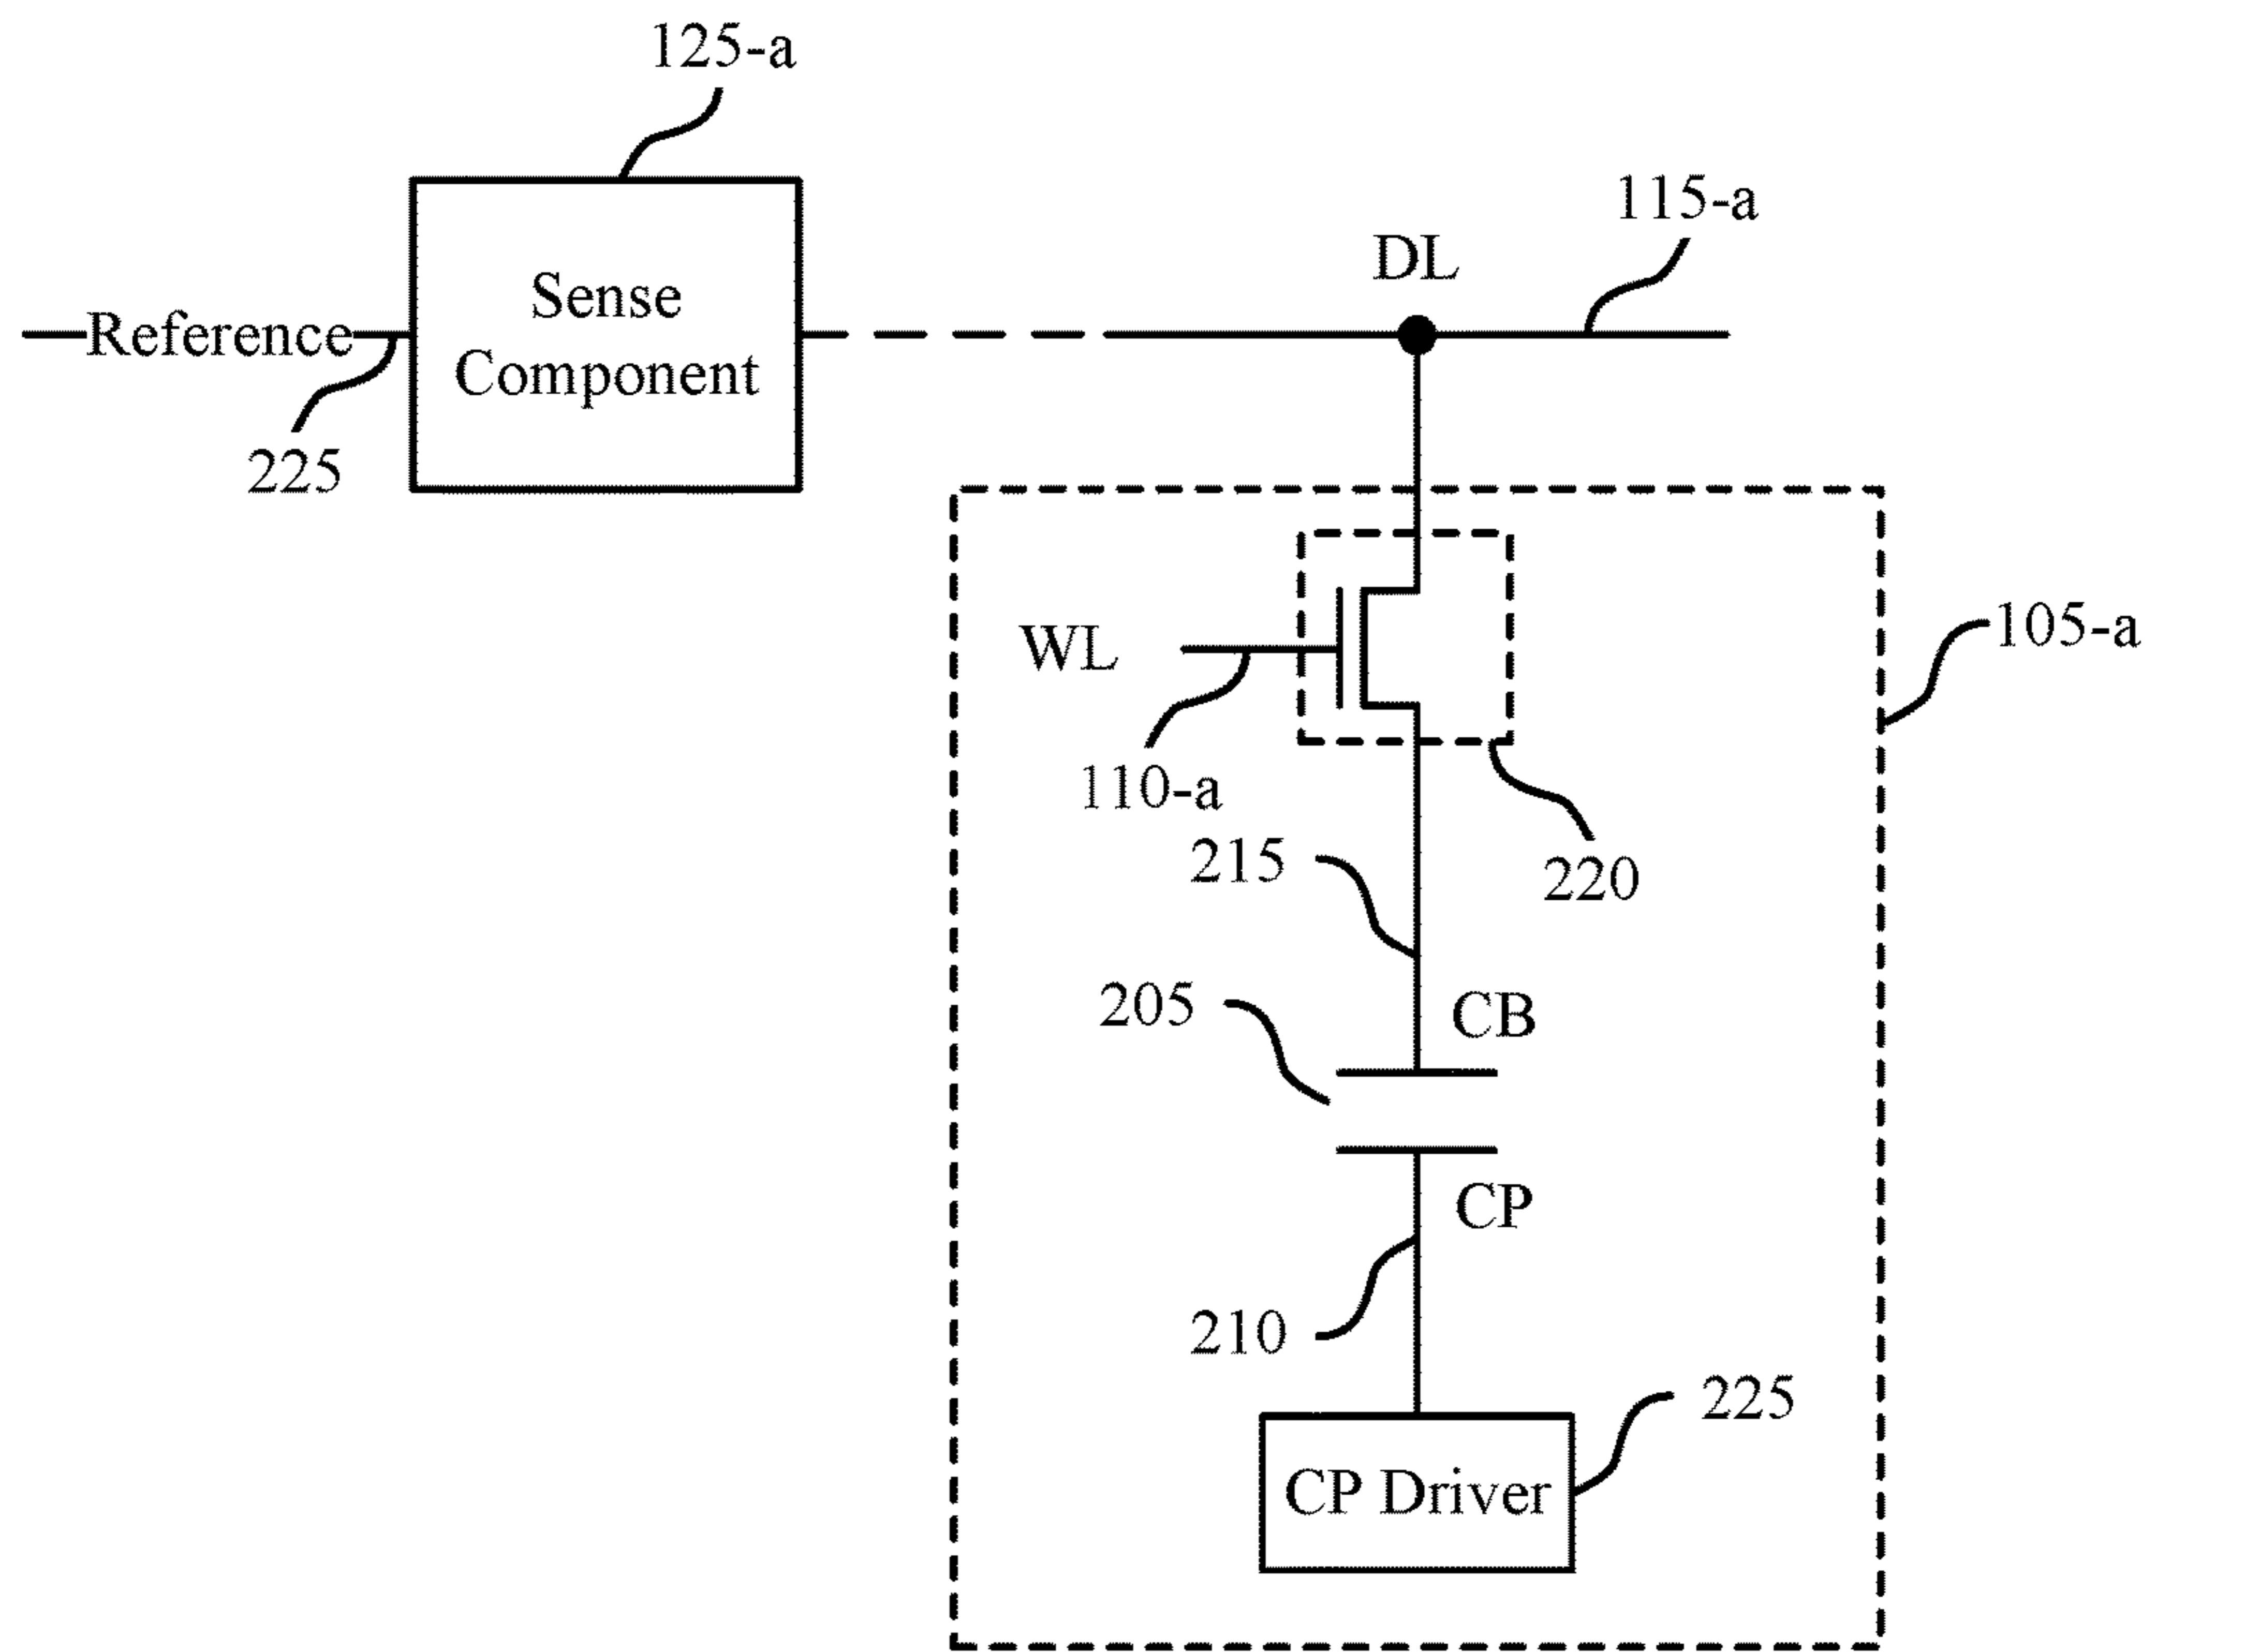 125-a
115-a
DL
Reference
Sense
Component
225
WL
105-a
110-a
215
220
205
CB
CP
210
225
CP Driver